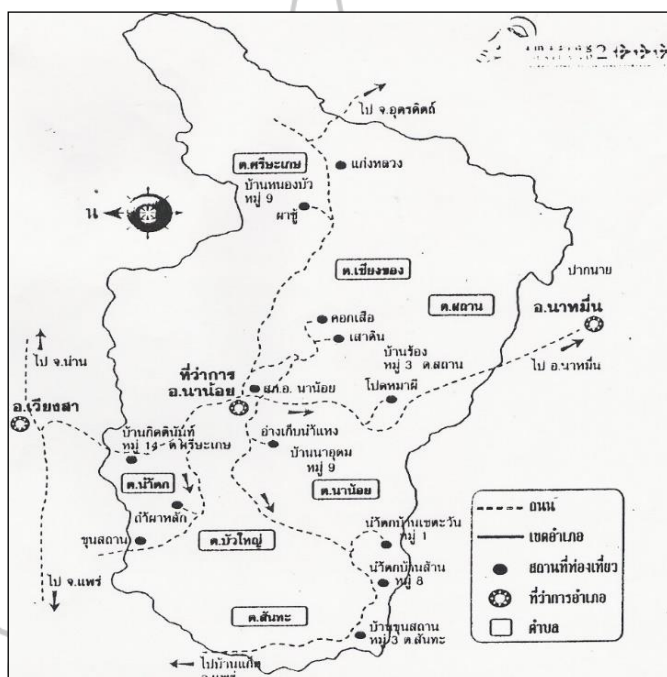 ไป จ.อุตรดิตถ์
ต.ศรีษะเกษ
แก่งหลวง
บ้านหนองบัว
หมู่ 9
ผาชู้
น
ต.เชียงของ
ปากนาย
ต.สถาน
อ.นาหมื่น
คอกเสือ
เสาดิน
ไป จ.น่าน
บ้านร้อง
หมู่ 3 ต.สถาน
ไป อ.นาหมื่น
ที่ว่าการ
อ.นาน้อย
สภ.อ. นาน้อย
โปดหมาผี
อ.เวียงสา
บ้านกิตตินันท์
หมู่ 14 ต.ศรีษะเกษ
อ่างเก็บน้ำแหง
บ้านนาอุดม
หมู่ 9
ต.น้ำตก
ต.นาน้อย
ถ้ำผาหลัก
ขุนสถาน
ต.บัวใหญ่
น้ำตกบ้านเชตะวัน
หมู่ 1
ไป จ.แพร่
น้ำตกบ้านส้าน
หมู่ 8
ต.สันทะ
บ้านขุนสถาน
หมู่ 3 ต.สันทะ
ไปบ้านแก่ง
ถนน
เขตอำเภอ
สถานที่ท่องเที่ยว
ที่ว่าการอำเภอ
ตำบล